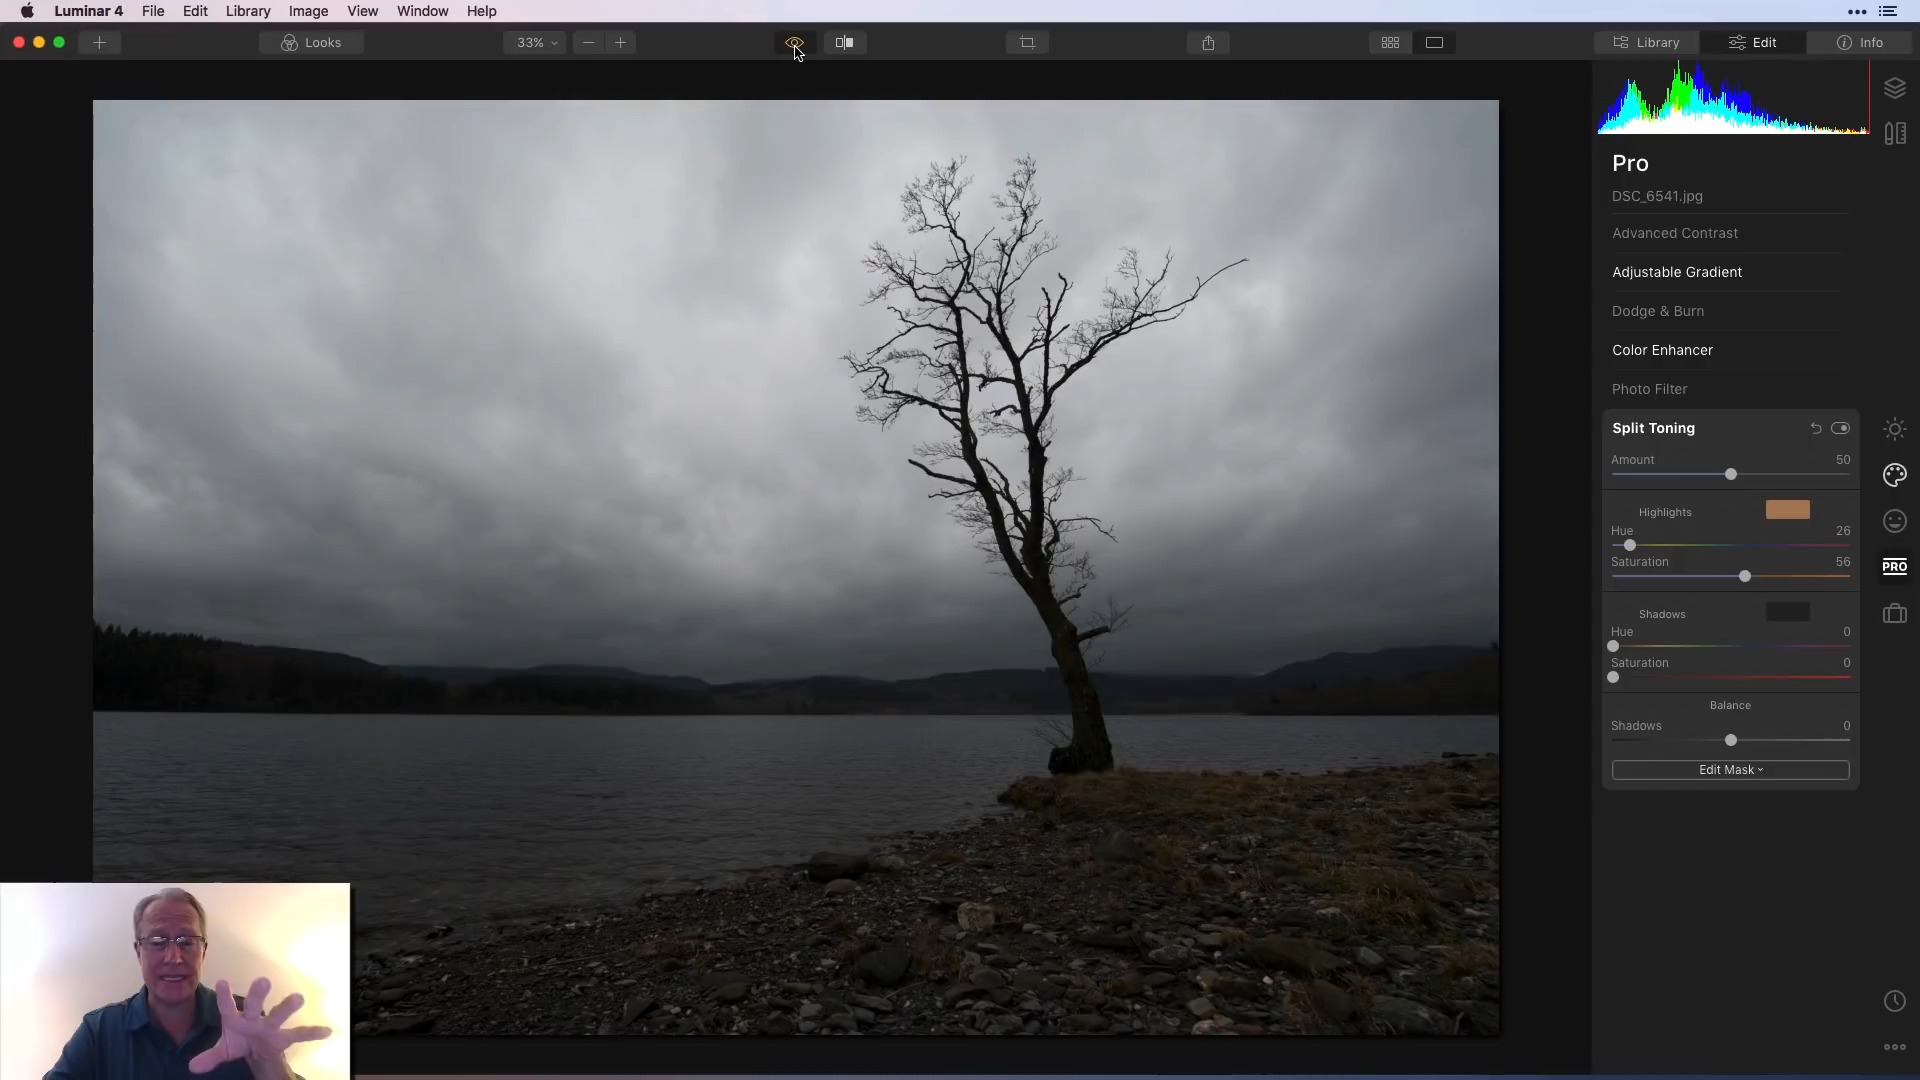 Luminar 4 File Edit Library Image View Window Help
Looks 33% Library Edit Info
Pro
DSC_6541.jpg
Advanced Contrast
Adjustable Gradient
Dodge & Burn
Color Enhancer
Photo Filter
Split Toning
Amount 50
Highlights
Hue 26
Saturation 56
PRO
Shadows
Hue 0
Saturation 0
Balance
Shadows 0
Edit Mask